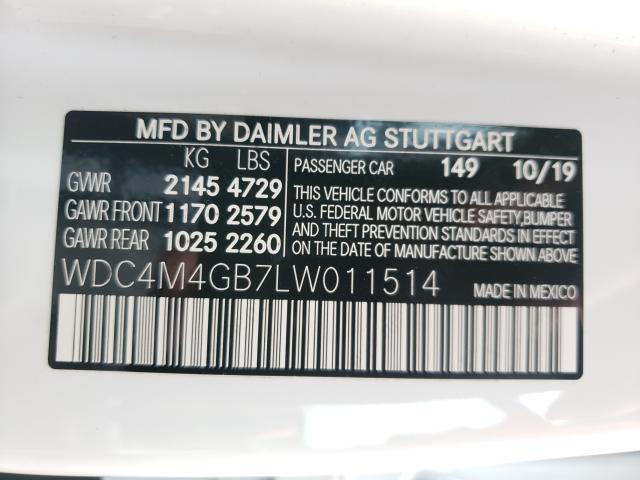 MFD BY DAIMLER AG STUTTGART
KG LBS
GVWR 2145 4729
GAWR FRONT 1170 2579
GAWR REAR 1025 2260
PASSENGER CAR 149 10/19
THIS VEHICLE CONFORMS TO ALL APPLICABLE
U.S. FEDERAL MOTOR VEHICLE SAFETY,BUMPER
AND THEFT PREVENTION STANDARDS IN EFFECT
ON THE DATE OF MANUFACTURE SHOWN ABOVE
WDC4M4GB7LW011514
MADE IN MEXICO